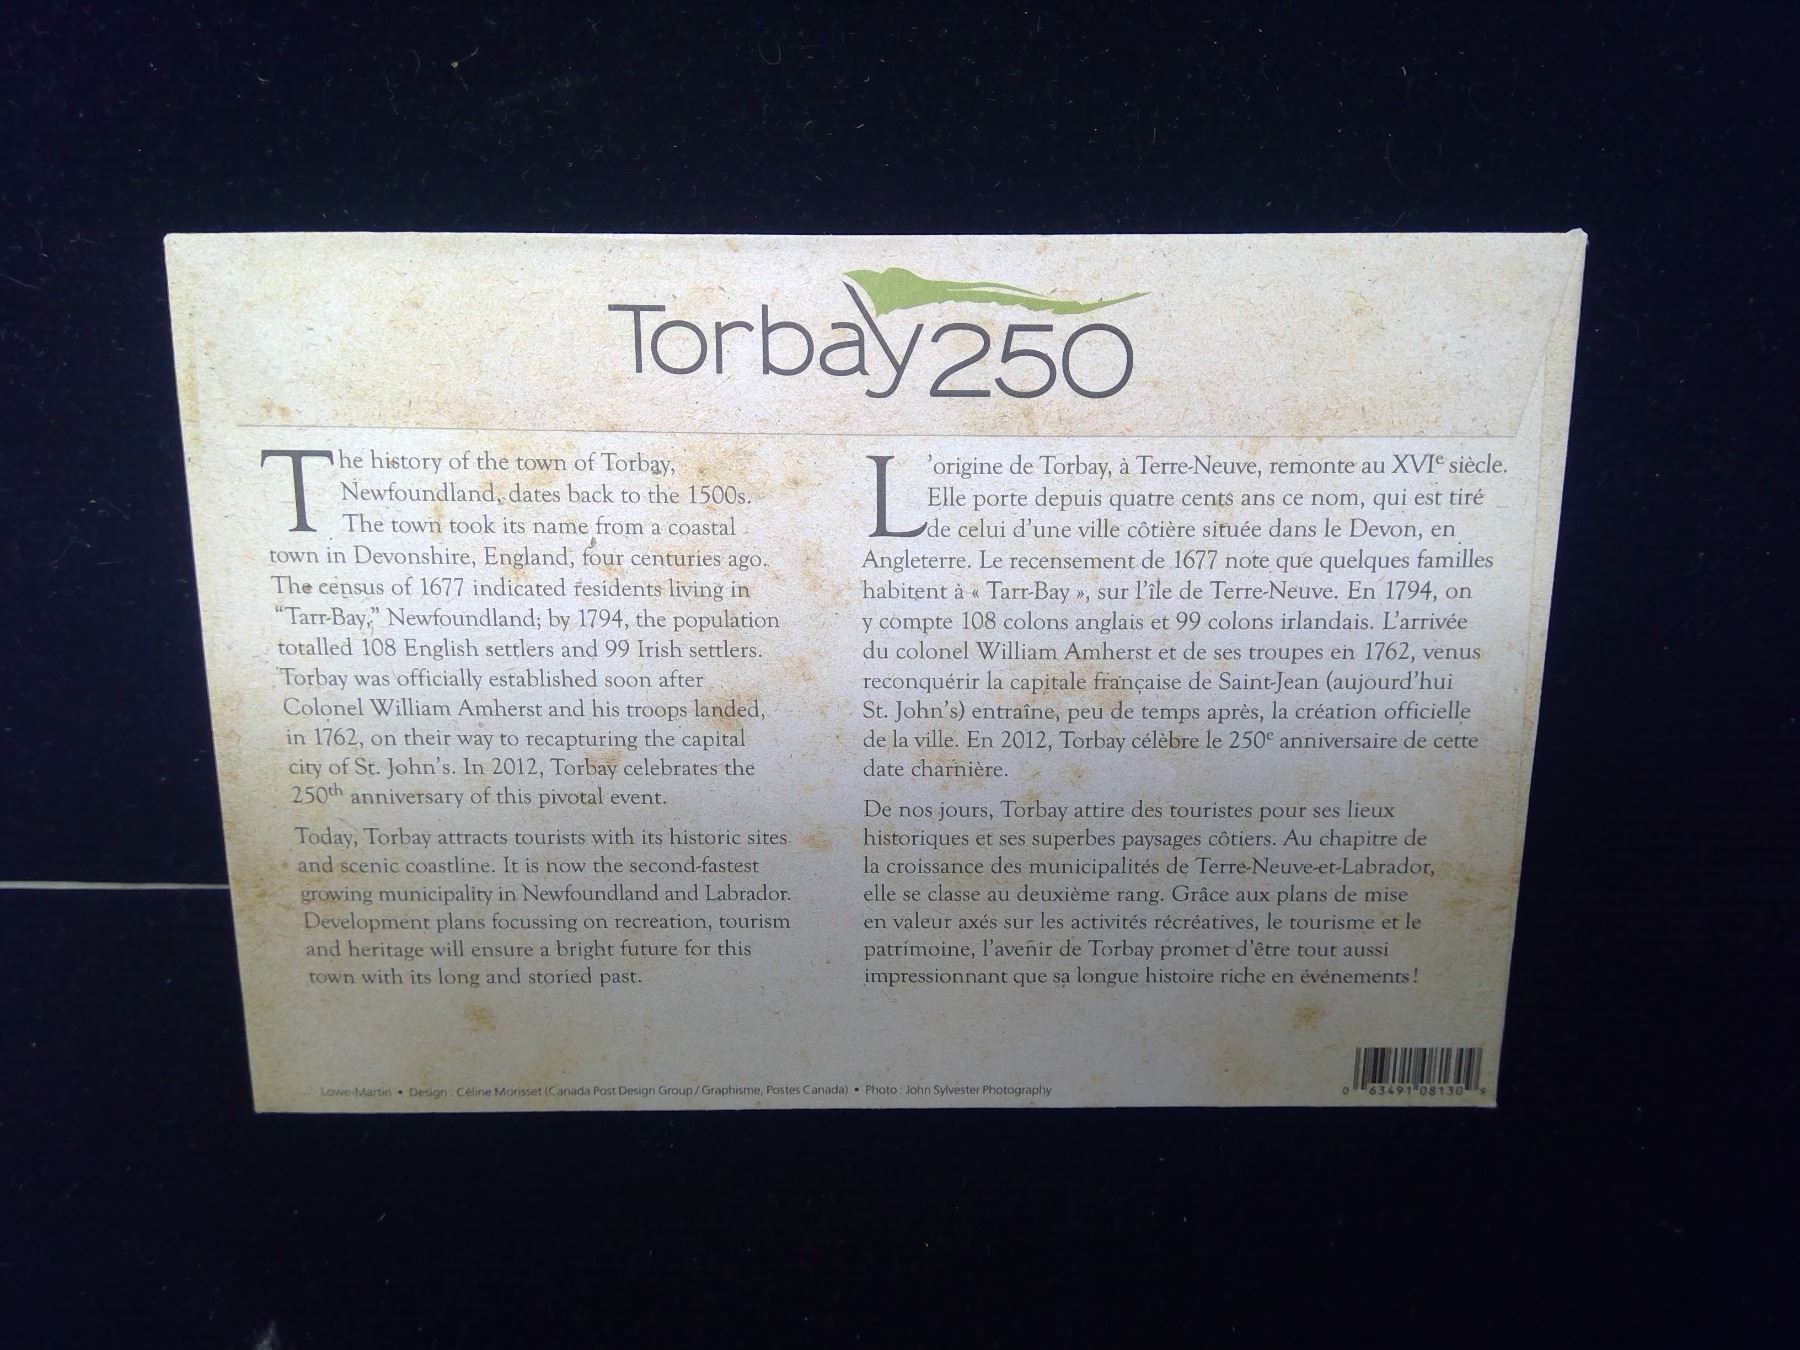 Torbay250
The history of the town of Torbay,
Newfoundland, dates back to the 1500s.
The town took its name from a coastal
town in Devonshire, England, four centuries ago.
The census of 1677 indicated residents living in
“Tarr-Bay,” Newfoundland; by 1794, the population
totalled 108 English settlers and 99 Irish settlers.
Torbay was officially established soon after
Colonel William Amherst and his troops landed,
in 1762, on their way to recapturing the capital
city of St. John’s. In 2012, Torbay celebrates the
250th anniversary of this pivotal event.
Today, Torbay attracts tourists with its historic sites
and scenic coastline. It is now the second-fastest
growing municipality in Newfoundland and Labrador.
Development plans focussing on recreation, tourism
and heritage will ensure a bright future for this
town with its long and storied past.
L’origine de Torbay, à Terre-Neuve, remonte au XVIe siècle.
Elle porte depuis quatre cents ans ce nom, qui est tiré
de celui d’une ville côtière située dans le Devon, en
Angleterre. Le recensement de 1677 note que quelques familles
habitent à « Tarr-Bay », sur l’île de Terre-Neuve. En 1794, on
y compte 108 colons anglais et 99 colons irlandais. L’arrivée
du colonel William Amherst et de ses troupes en 1762, venus
reconquérir la capitale française de Saint-Jean (aujourd’hui
St. John’s) entraîne, peu de temps après, la création officielle
de la ville. En 2012, Torbay célèbre le 250e anniversaire de cette
date charnière.
De nos jours, Torbay attire des touristes pour ses lieux
historiques et ses superbes paysages côtiers. Au chapitre de
la croissance des municipalités de Terre-Neuve-et-Labrador,
elle se classe au deuxième rang. Grâce aux plans de mise
en valeur axés sur les activités récréatives, le tourisme et le
patrimoine, l’avenir de Torbay promet d’être tout aussi
impressionnant que sa longue histoire riche en événements !
Lowe-Martin • Design : Céline Morisset (Canada Post Design Group / Graphisme, Postes Canada) • Photo : John Sylvester Photography
0 63491 08130 9